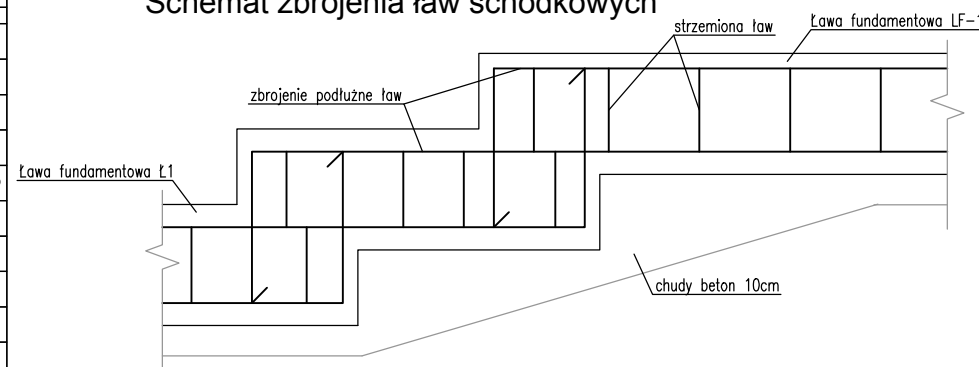 Schemat zbrojenia ław schodkowych
strzemiona ław
Ława fundamentowa LF-1
zbrojenie podłużne ław
Ława fundamentowa Ł1
chudy beton 10cm